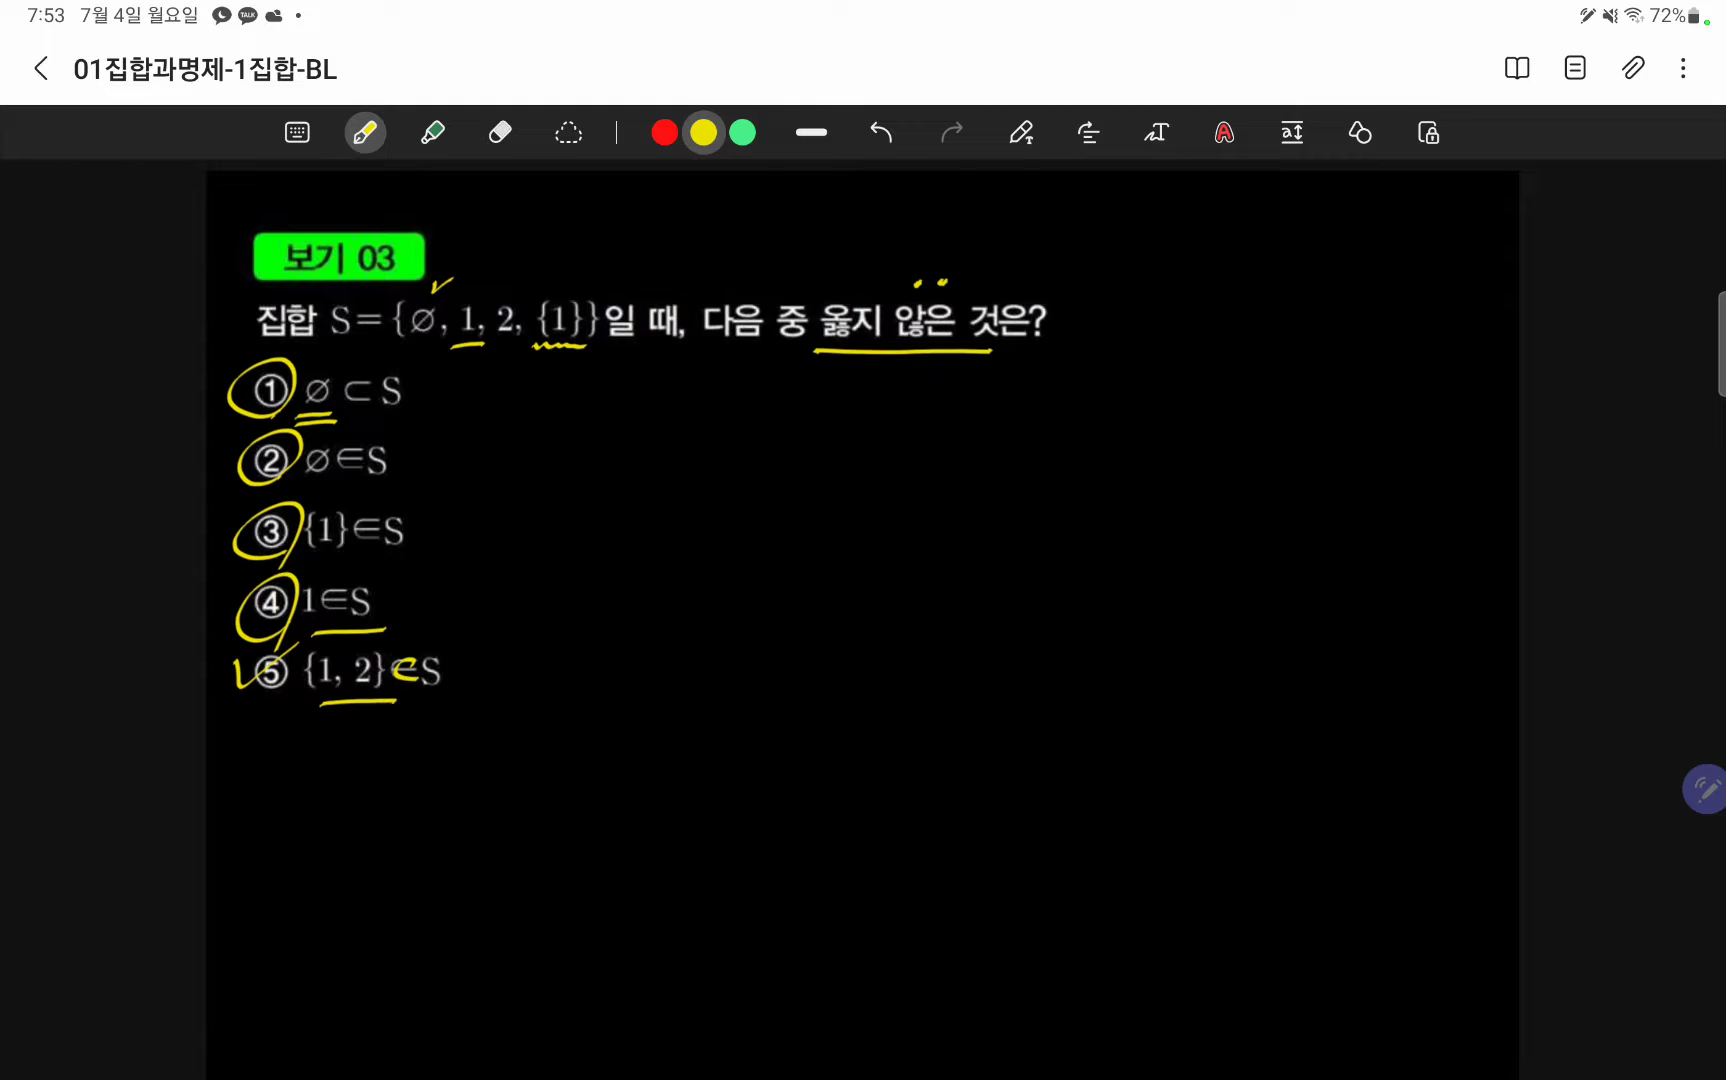 7:53 7월 4일 월요일 TALK 72%
01집합과명제-1집합-BL
보기 03
집합 S={∅, 1, 2, {1}}일 때, 다음 중 옳지 않은 것은?
① ∅ ⊂ S
② ∅∈S
③ {1}∈S
④ 1∈S
⑤ {1, 2}∈S